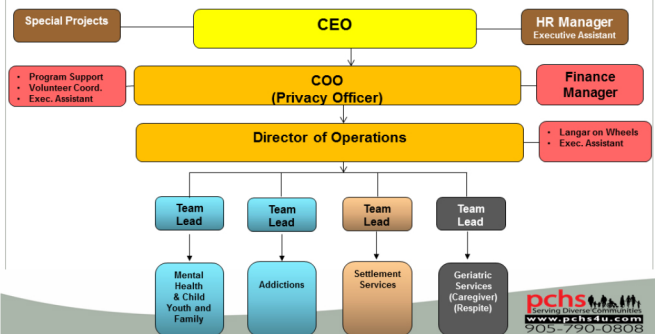 Special Projects
CEO
HR Manager
Executive Assistant
• Program Support
• Volunteer Coord.
• Exec. Assistant
COO
(Privacy Officer)
Finance
Manager
Director of Operations
• Langar on Wheels
• Exec. Assistant
Team
Lead
Team
Lead
Team
Lead
Team
Lead
Mental
Health
& Child
Youth and
Family
Addictions
Settlement
Services
Geriatric
Services
(Caregiver)
(Respite)
pchs
Serving Diverse Communities
www.pchs4u.com
905-790-0808